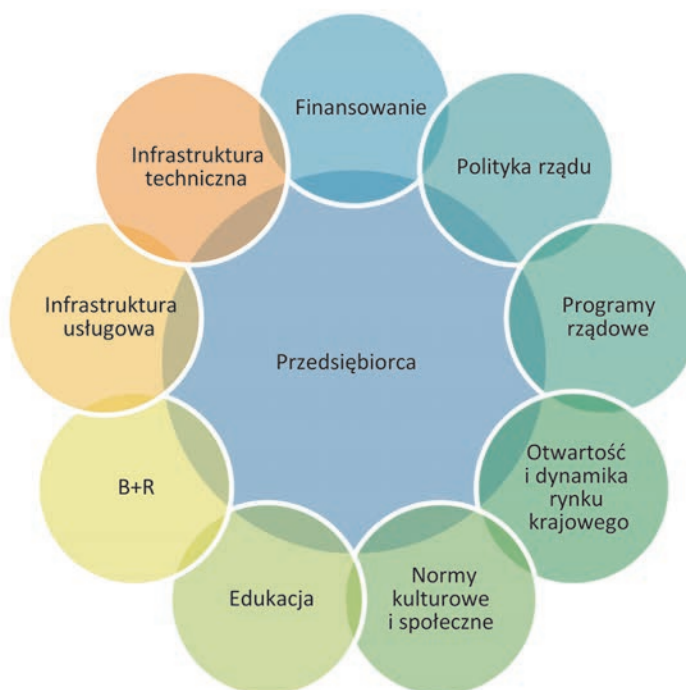 Finansowanie
Polityka rządu
Programy
rządowe
Otwartość
i dynamika
rynku
krajowego
Normy
kulturowe
i społeczne
Edukacja
B+R
Infrastruktura
usługowa
Infrastruktura
techniczna
Przedsiębiorca